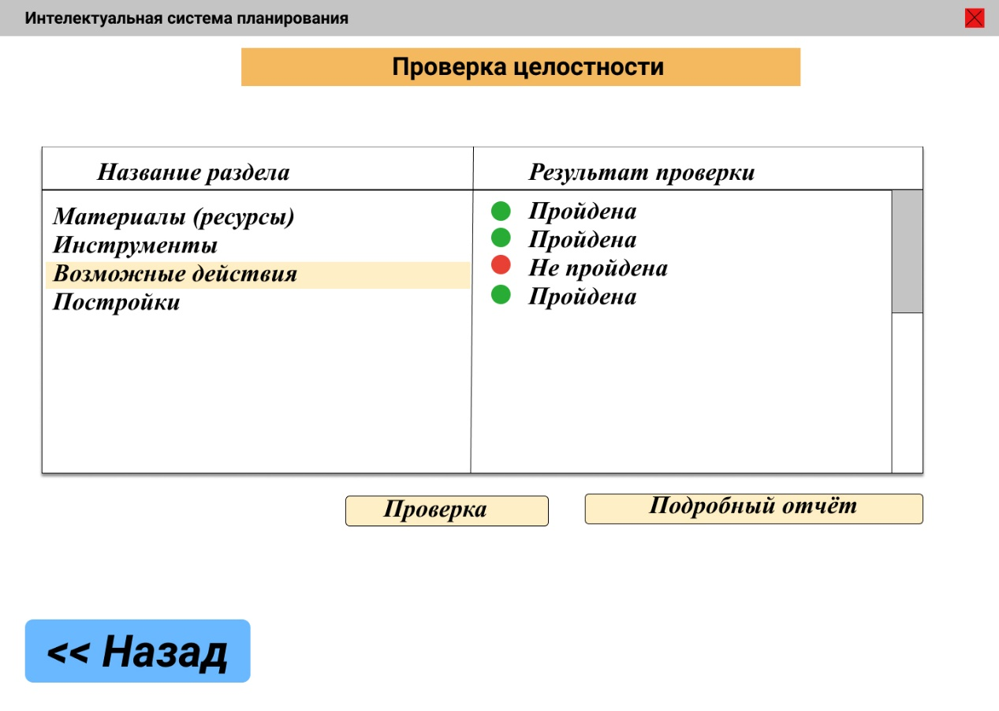 Интелектуальная система планирования
Проверка целостности
Название раздела Результат проверки
Материалы (ресурсы) Пройдена
Инструменты Пройдена
Возможные действия Не пройдена
Постройки Пройдена
Проверка Подробный отчёт
<< Назад